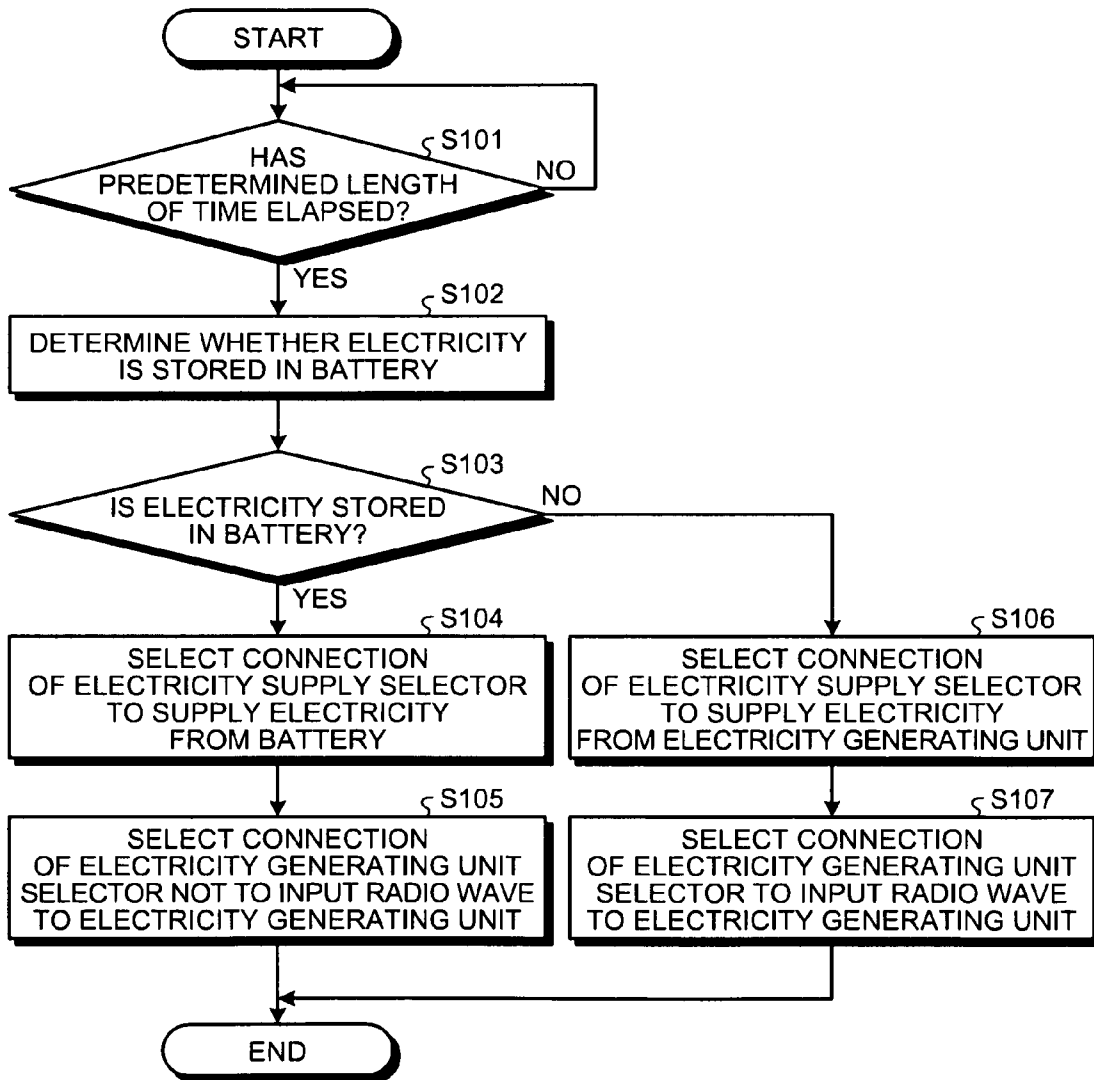 START
S101
HAS
PREDETERMINED LENGTH
OF TIME ELAPSED?
NO
YES
S102
DETERMINE WHETHER ELECTRICITY
IS STORED IN BATTERY
S103
IS ELECTRICITY STORED
IN BATTERY?
NO
YES
S104
SELECT CONNECTION
OF ELECTRICITY SUPPLY SELECTOR
TO SUPPLY ELECTRICITY
FROM BATTERY
S106
SELECT CONNECTION
OF ELECTRICITY SUPPLY SELECTOR
TO SUPPLY ELECTRICITY
FROM ELECTRICITY GENERATING UNIT
S105
SELECT CONNECTION
OF ELECTRICITY GENERATING UNIT
SELECTOR NOT TO INPUT RADIO WAVE
TO ELECTRICITY GENERATING UNIT
S107
SELECT CONNECTION
OF ELECTRICITY GENERATING UNIT
SELECTOR TO INPUT RADIO WAVE
TO ELECTRICITY GENERATING UNIT
END